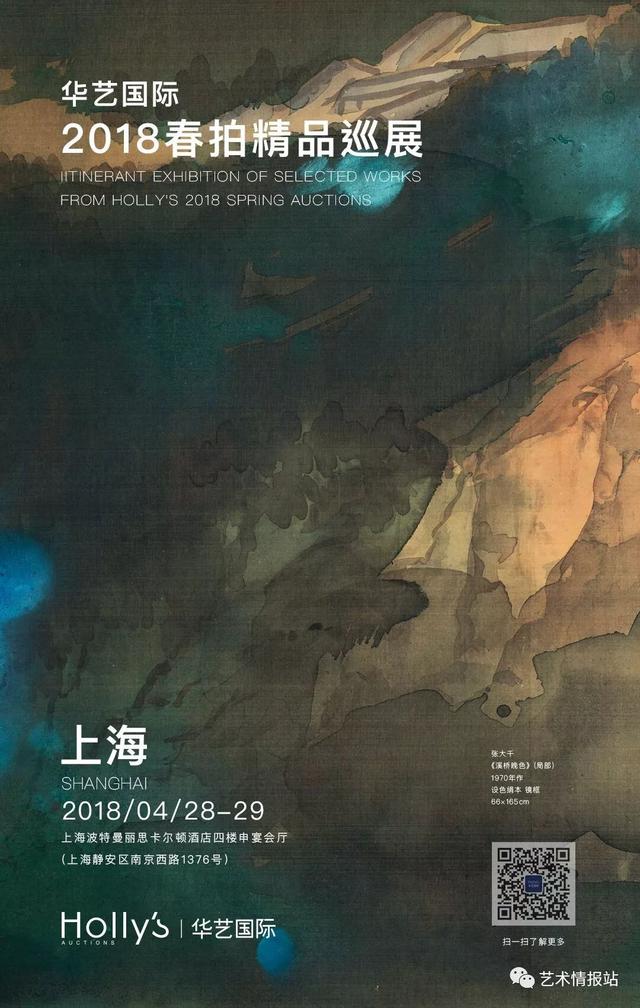 华艺国际
2018春拍精品巡展
IITINERANT EXHIBITION OF SELECTED WORKS
FROM HOLLY'S 2018 SPRING AUCTIONS
上海
SHANGHAI
2018/04/28-29
上海波特曼丽思卡尔顿酒店四楼申宴会厅
(上海静安区南京西路1376号)
张大千
《溪桥晚色》(局部)
1970年作
设色绢本 镜框
66×165cm
扫一扫了解更多
Holly's | 华艺国际
AUCTIONS
艺术情报站